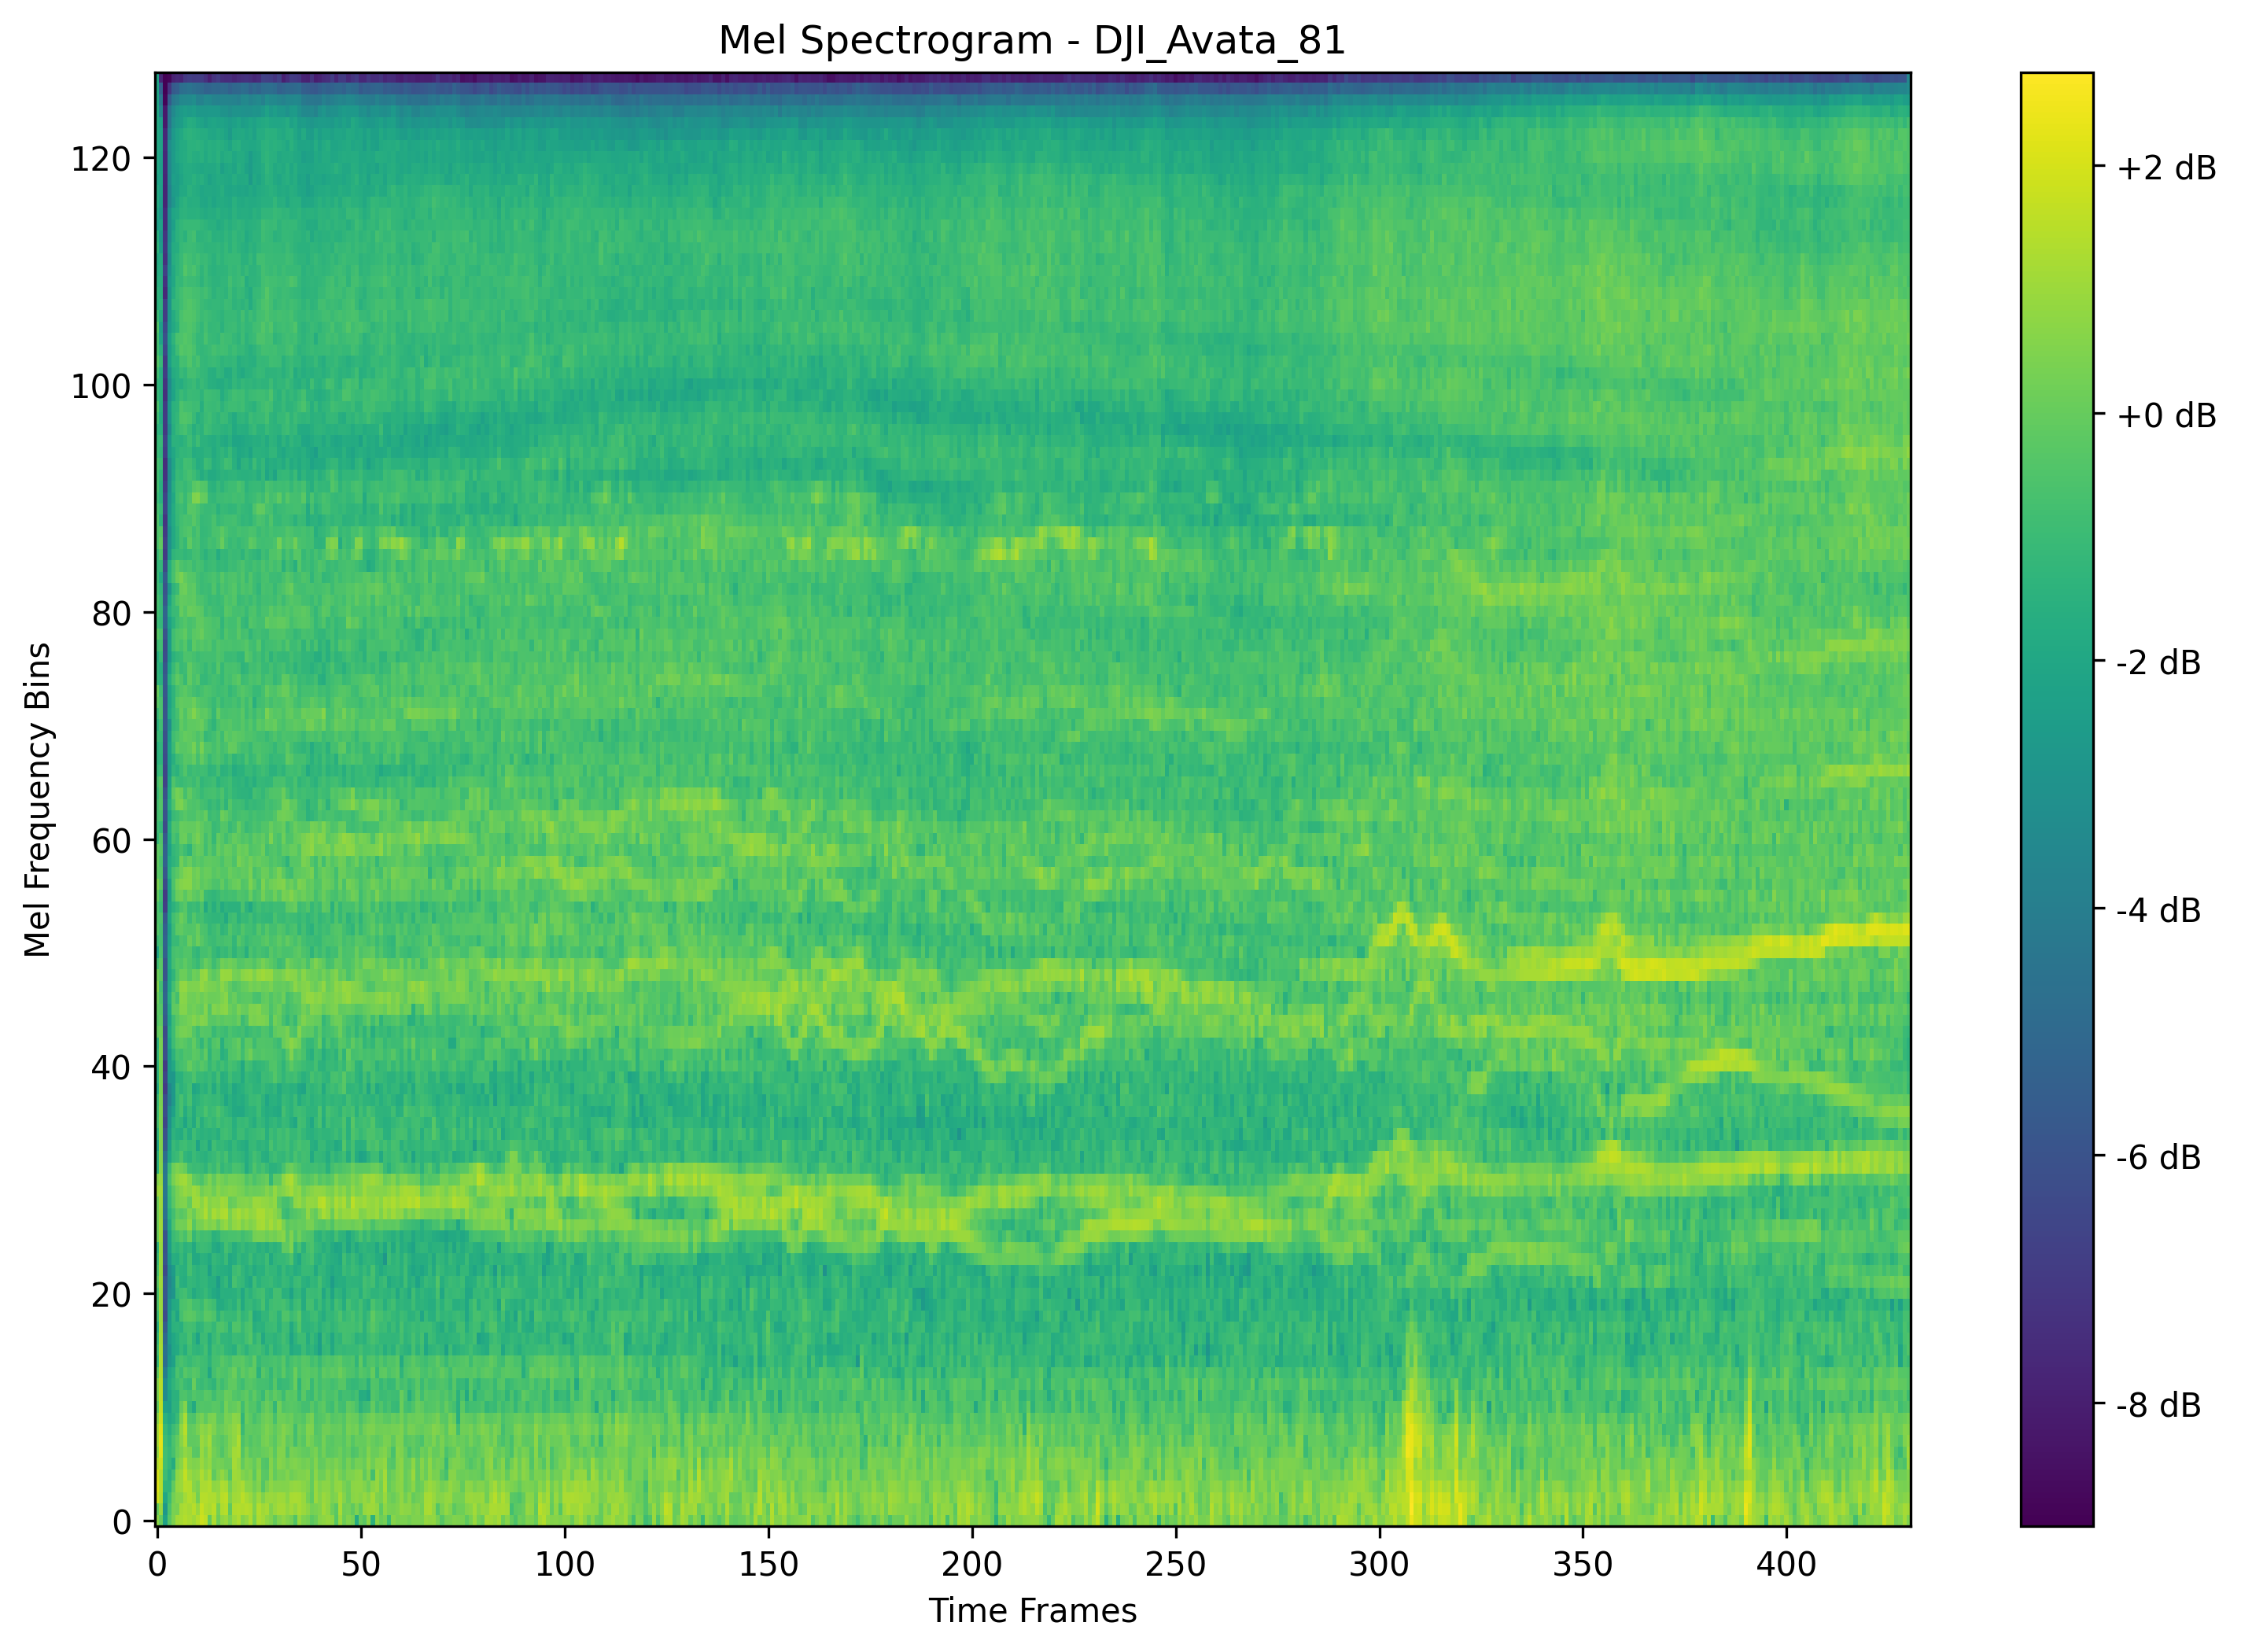 Mel Spectrogram - DJI_Avata_81
Mel Frequency Bins
120
100
80
60
40
20
0
0 50 100 150 200 250 300 350 400
Time Frames
+2 dB
+0 dB
-2 dB
-4 dB
-6 dB
-8 dB